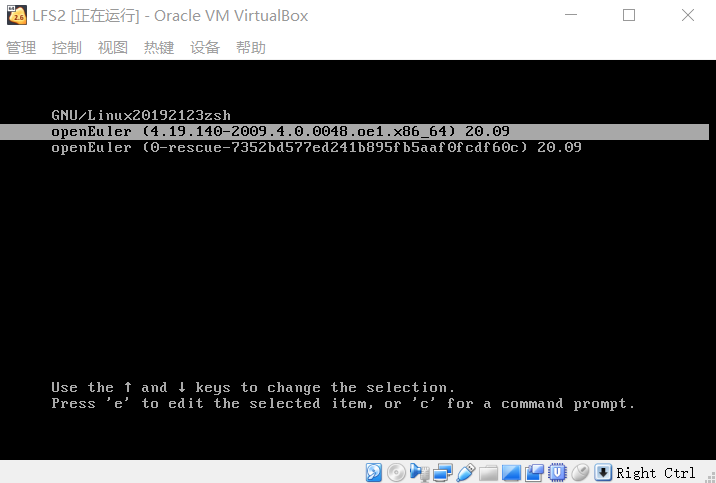 LFS2 [正在运行] - Oracle VM VirtualBox
管理 控制 视图 热键 设备 帮助
GNU/Linux20192123zsh
openEuler (4.19.140-2009.4.0.0048.oe1.x86_64) 20.09
openEuler (0-rescue-7352bd577ed241b895fb5aaf0fcdf60c) 20.09
Use the ↑ and ↓ keys to change the selection.
Press 'e' to edit the selected item, or 'c' for a command prompt.
Right Ctrl